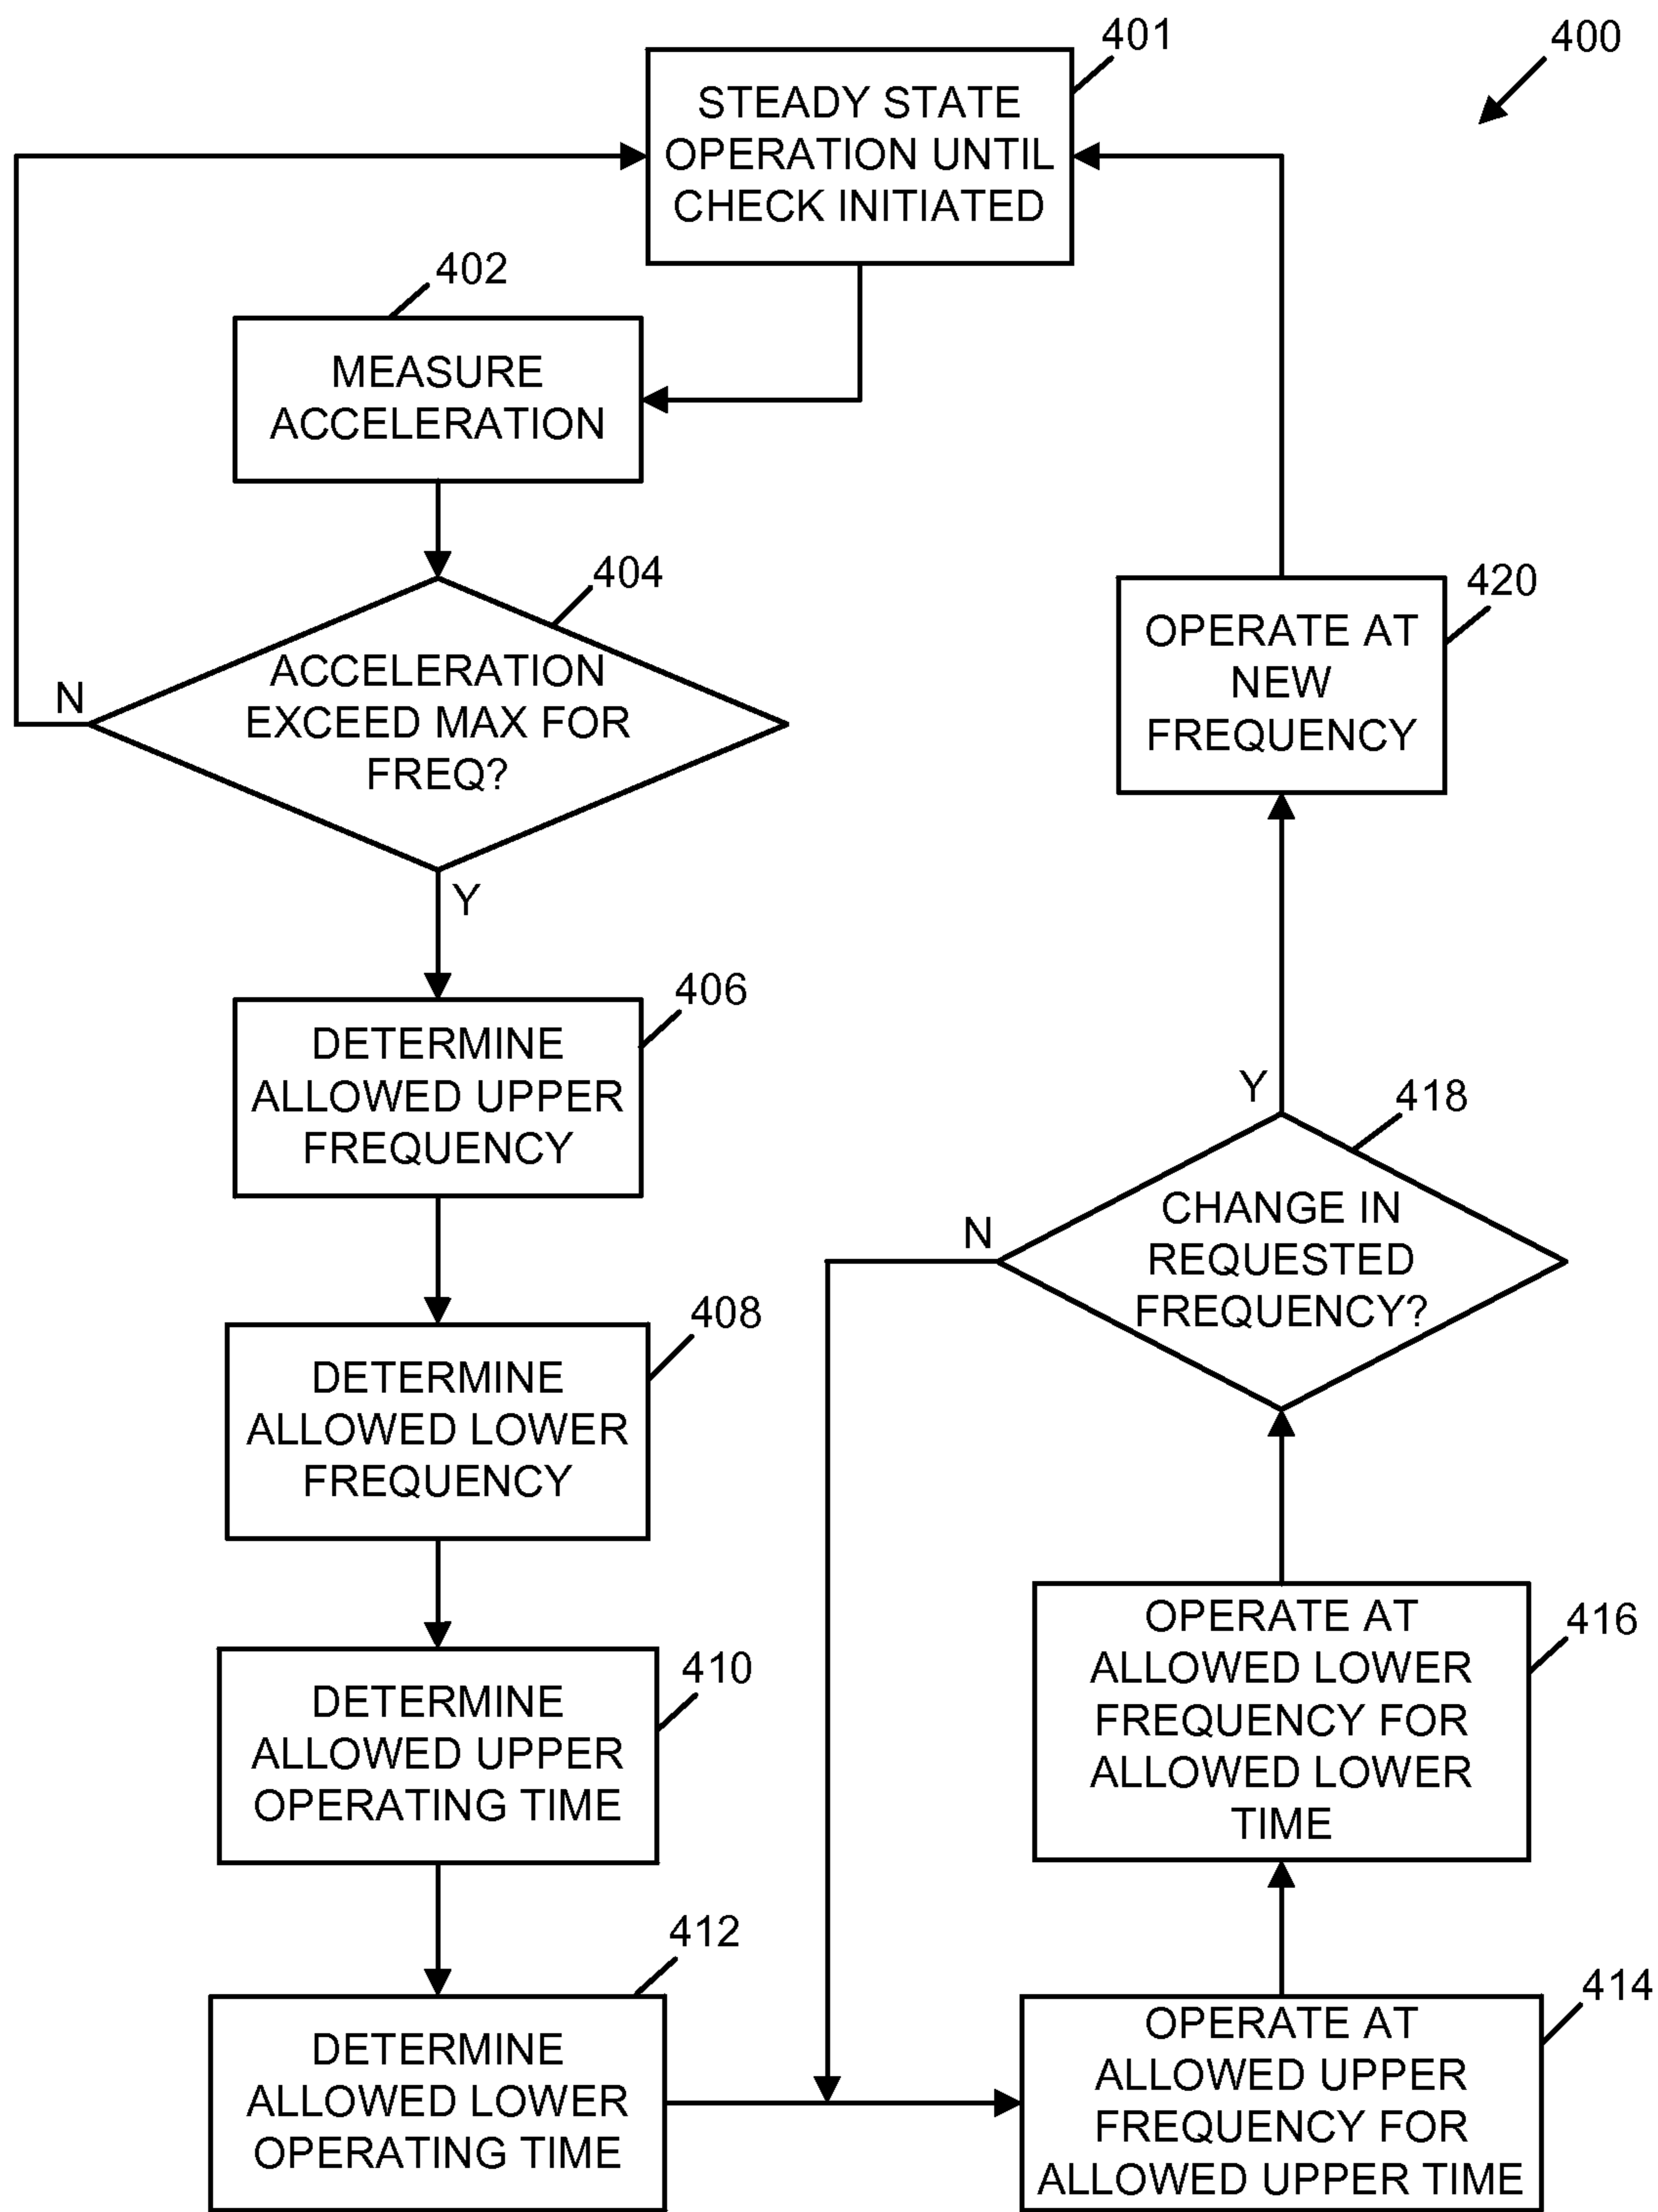 401
400
STEADY STATE
OPERATION UNTIL
CHECK INITIATED
402
MEASURE
ACCELERATION
404
ACCELERATION
EXCEED MAX FOR
FREQ?
N
Y
406
DETERMINE
ALLOWED UPPER
FREQUENCY
408
DETERMINE
ALLOWED LOWER
FREQUENCY
410
DETERMINE
ALLOWED UPPER
OPERATING TIME
412
DETERMINE
ALLOWED LOWER
OPERATING TIME
414
OPERATE AT
ALLOWED UPPER
FREQUENCY FOR
ALLOWED UPPER TIME
416
OPERATE AT
ALLOWED LOWER
FREQUENCY FOR
ALLOWED LOWER
TIME
418
CHANGE IN
REQUESTED
FREQUENCY?
N
Y
420
OPERATE AT
NEW
FREQUENCY